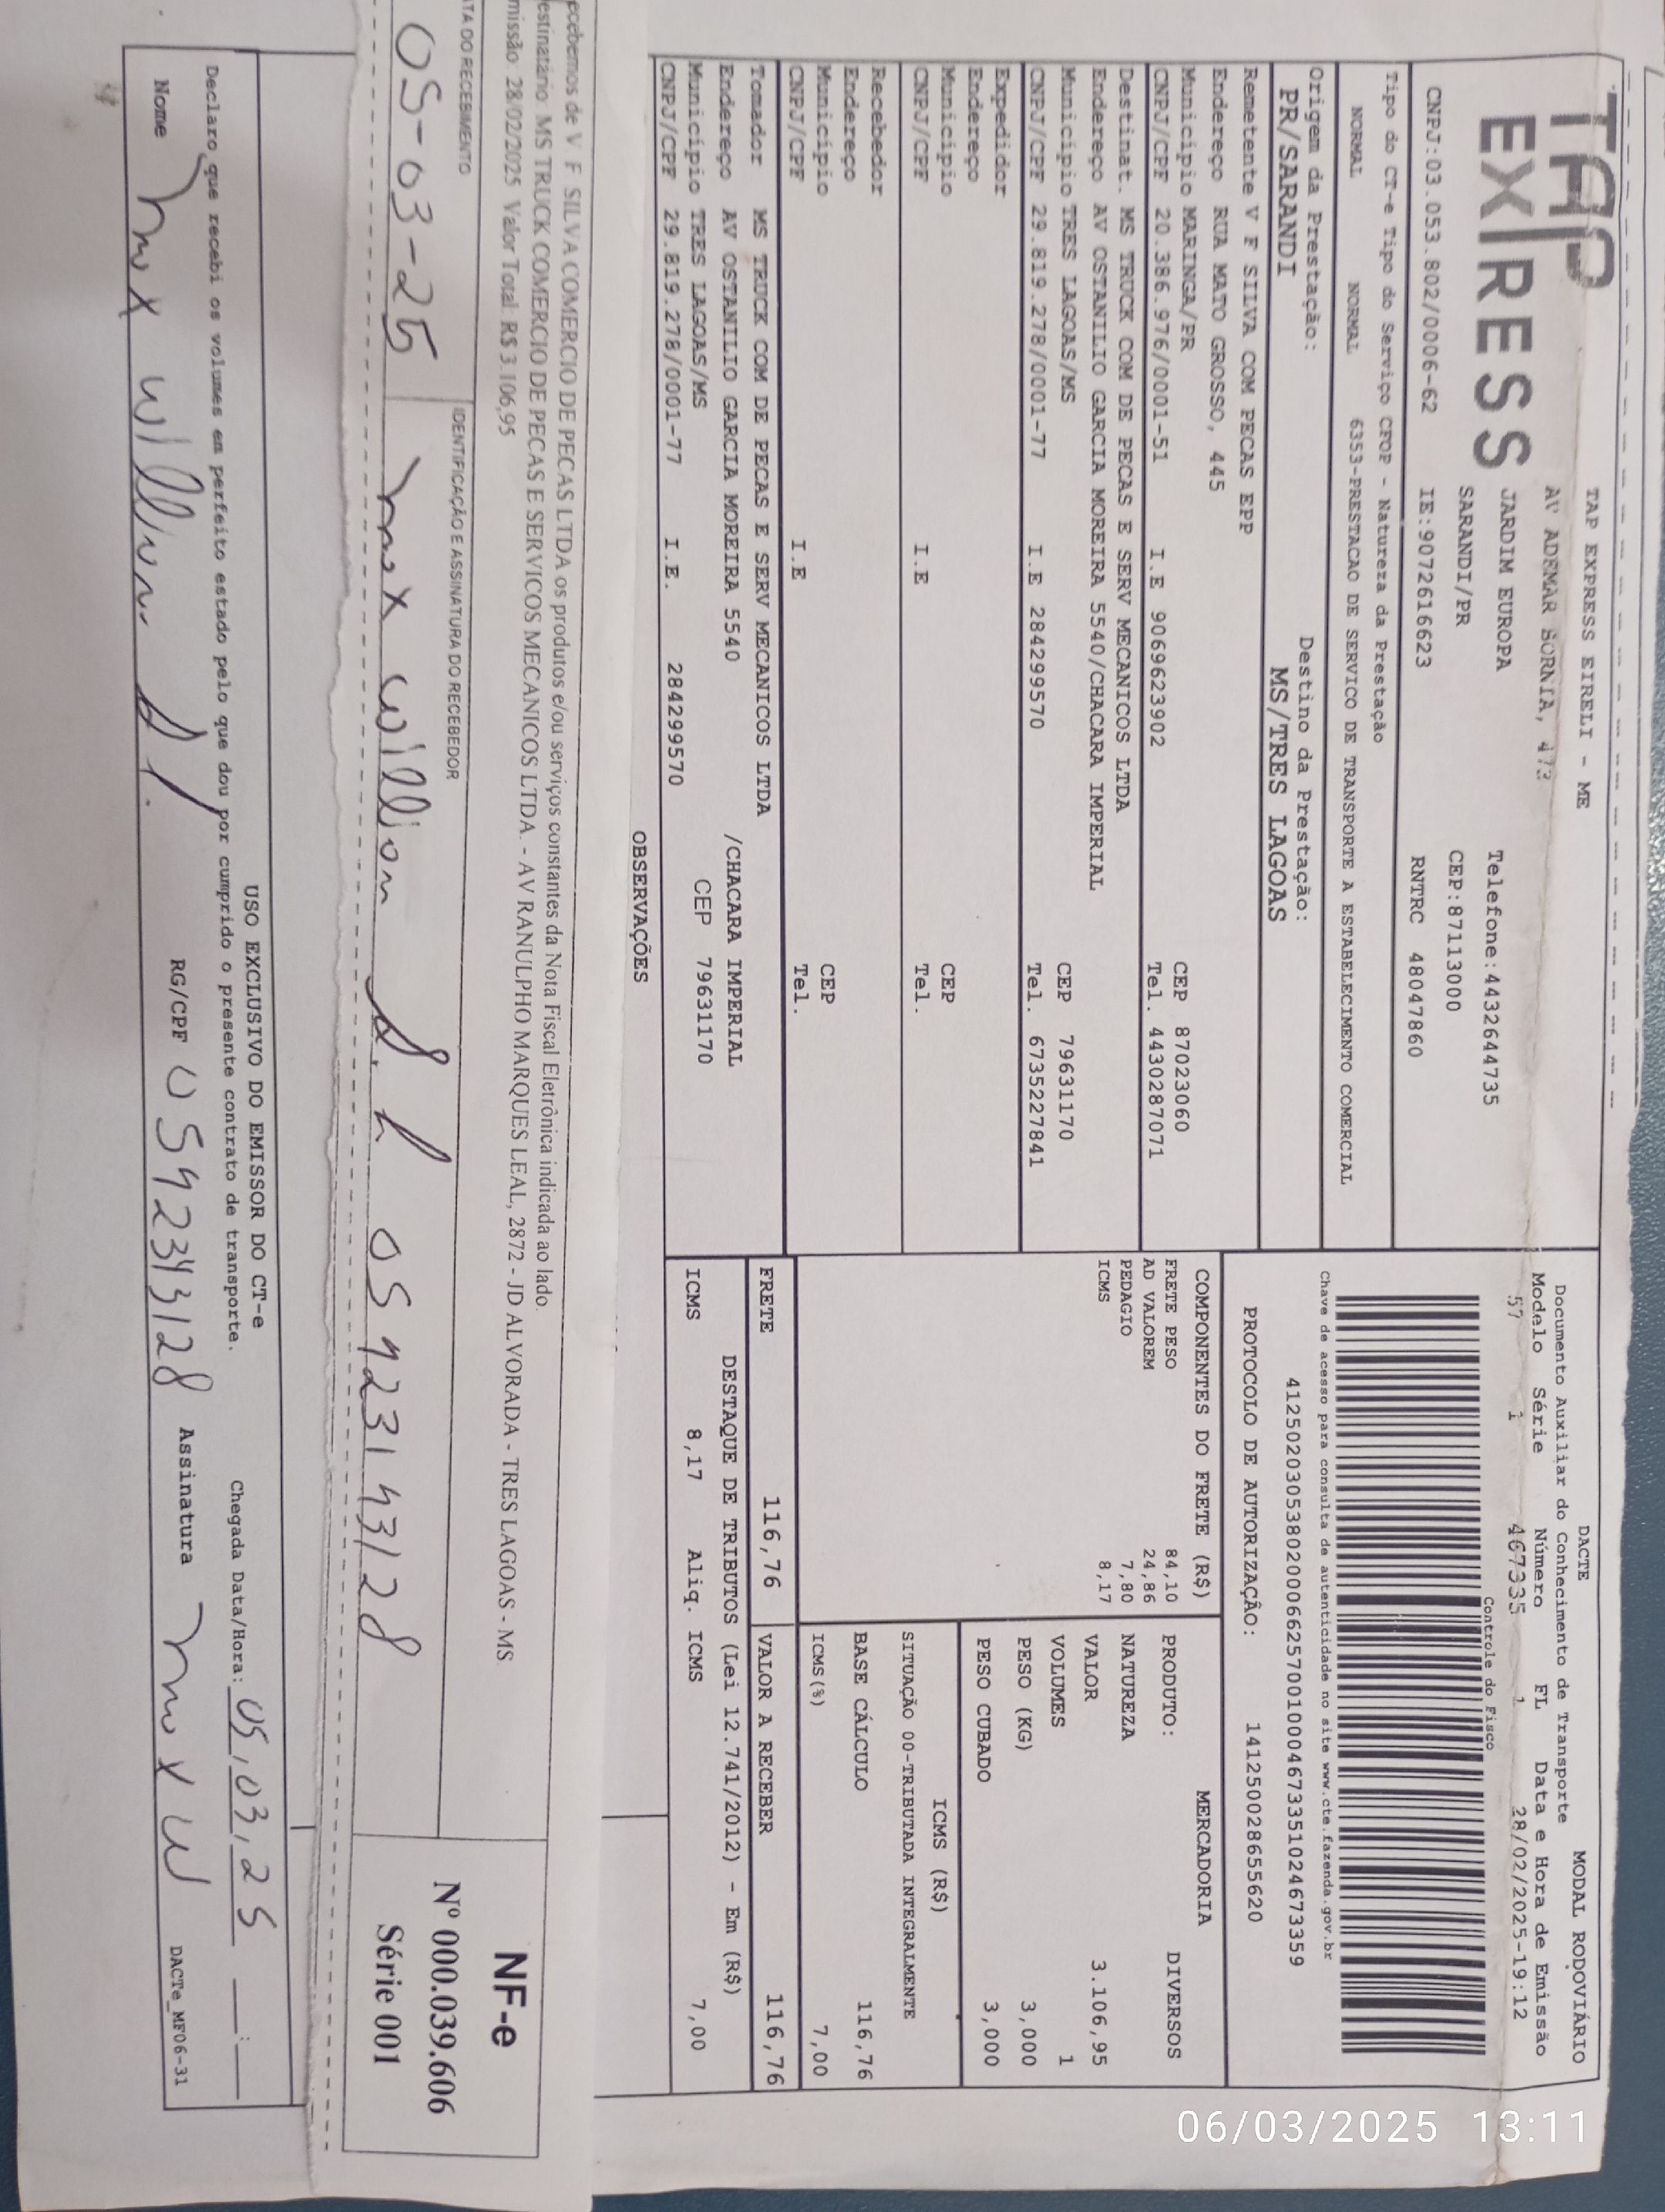 TAP EXPRESS
TAP EXPRESS EIRELI - ME
AV ADEMAR BORNIA, 473
JARDIM EUROPA Telefone:4432644735
SARANDI/PR CEP:87113000
CNPJ:03.053.802/0006-62 IE:9072616623 RNTRC 48047860
DACTE MODAL RODOVIÁRIO
Documento Auxiliar do Conhecimento de Transporte
Modelo Série Número FL Data e Hora de Emissão
57 1 467335 1 28/02/2025-19:12
Controle do Fisco
Tipo do CT-e Tipo do Serviço CFOP - Natureza da Prestação
NORMAL NORMAL 6353-PRESTACAO DE SERVICO DE TRANSPORTE A ESTABELECIMENTO COMERCIAL
Chave de acesso para consulta de autenticidade no site www.cte.fazenda.gov.br
41250203053802000662570010004673351024673359
Origem da Prestação: Destino da Prestação:
PR/SARANDI MS/TRES LAGOAS
PROTOCOLO DE AUTORIZAÇÃO: 141250028655620
Remetente V F SILVA COM PECAS EPP
Endereço RUA MATO GROSSO, 445
Município MARINGA/PR CEP 87023060
CNPJ/CPF 20.386.976/0001-51 I.E 9069623902 Tel. 4430287071
Destinat. MS TRUCK COM DE PECAS E SERV MECANICOS LTDA
Endereço AV OSTANILIO GARCIA MOREIRA 5540/CHACARA IMPERIAL
Município TRES LAGOAS/MS CEP 79631170
CNPJ/CPF 29.819.278/0001-77 I.E 284299570 Tel. 6735227841
Expedidor
Endereço
Município CEP
CNPJ/CPF I.E Tel.
Recebedor
Endereço
Município CEP
CNPJ/CPF I.E Tel.
Tomador MS TRUCK COM DE PECAS E SERV MECANICOS LTDA
Endereço AV OSTANILIO GARCIA MOREIRA 5540 /CHACARA IMPERIAL
Município TRES LAGOAS/MS CEP 79631170
CNPJ/CPF 29.819.278/0001-77 I.E. 284299570
COMPONENTES DO FRETE (R$)
FRETE PESO 84,10
AD VALOREM 24,86
PEDAGIO 7,80
ICMS 8,17
MERCADORIA
PRODUTO: DIVERSOS
NATUREZA
VALOR 3.106,95
VOLUMES 1
PESO (KG) 3,000
PESO CUBADO 3,000
ICMS (R$)
SITUAÇÃO 00-TRIBUTADA INTEGRALMENTE
BASE CÁLCULO 116,76
ICMS(%) 7,00
FRETE 116,76 VALOR A RECEBER 116,76
DESTAQUE DE TRIBUTOS (Lei 12.741/2012) - Em (R$)
ICMS 8,17 Aliq. ICMS 7,00
OBSERVAÇÕES
ecebemos de V F SILVA COMERCIO DE PECAS LTDA os produtos e/ou serviços constantes da Nota Fiscal Eletrônica indicada ao lado.
estinatário: MS TRUCK COMERCIO DE PECAS E SERVICOS MECANICOS LTDA - AV RANULPHO MARQUES LEAL, 2872 - JD ALVORADA - TRES LAGOAS - MS
missão: 28/02/2025 Valor Total: R$ 3.106,95
NF-e
Nº 000.039.606
Série 001
ATA DO RECEBIMENTO IDENTIFICAÇÃO E ASSINATURA DO RECEBEDOR
05-03-25 max willian 05923143128
USO EXCLUSIVO DO EMISSOR DO CT-e
Declaro que recebi os volumes em perfeito estado pelo que dou por cumprido o presente contrato de transporte. Chegada Data/Hora: 05,03,25 __:__
Nome max willian RG/CPF 05923143128 Assinatura max w DACTe_MF06-31
06/03/2025 13:11